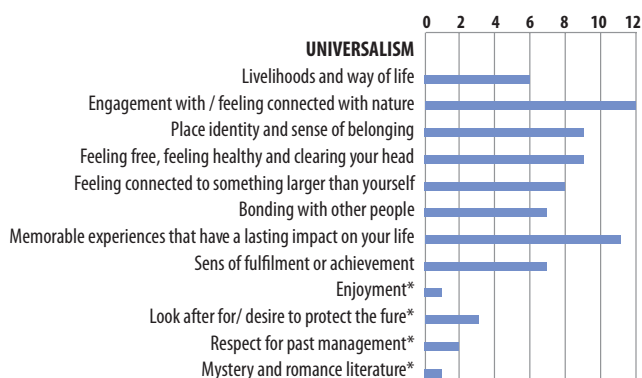 0 2 4 6 8 10 12
UNIVERSALISM
Livelihoods and way of life
Engagement with / feeling connected with nature
Place identity and sense of belonging
Feeling free, feeling healthy and clearing your head
Feeling connected to something larger than yourself
Bonding with other people
Memorable experiences that have a lasting impact on your life
Sens of fulfilment or achievement
Enjoyment*
Look after for/ desire to protect the fure*
Respect for past management*
Mystery and romance literature*